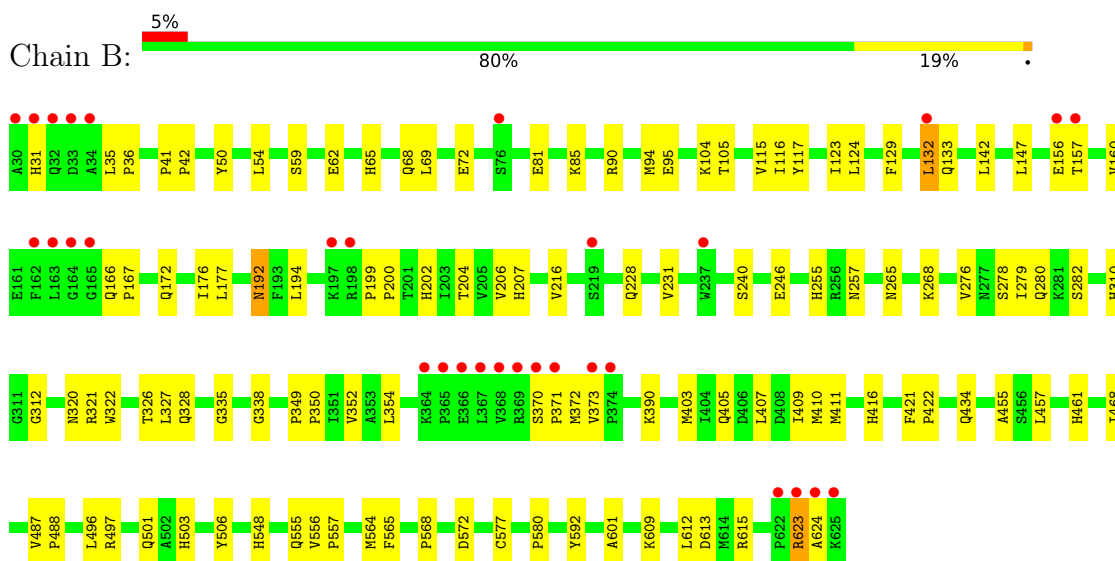 5%
Chain B:
80% 19% •
A30 H31 Q32 D33 A34 L35 P36 P41 P42 Y50 L54 S59 E62 H65 Q68 L69 E72 S76 E81 K85 R90 M94 E95 K104 T105 V115 I116 Y117 I123 L124 F129 L132 Q133 L142 L147 E156 T157 V160
E161 F162 L163 G164 G165 Q166 P167 Q172 I176 L177 N192 F193 L194 K197 R198 P199 P200 T201 H202 I203 T204 V205 V206 H207 V216 S219 Q228 V231 W237 S240 E246 H255 R256 N257 N265 K268 V276 N277 S278 I279 Q280 K281 S282 H310
G311 G312 N320 R321 W322 T326 L327 Q328 G335 G338 P349 P350 I351 V352 A353 L354 K364 P365 E366 L367 V368 R369 S370 P371 M372 V373 P374 K390 M403 I404 Q405 D406 L407 D408 I409 M410 M411 H416 F421 P422 Q434 A455 S456 L457 H461 I468
V487 P488 L496 R497 Q501 A502 H503 Y506 H548 Q555 V556 P557 M564 F565 P568 D572 C577 P580 Y592 A601 K609 L612 D613 M614 R615 P622 R623 A624 K625